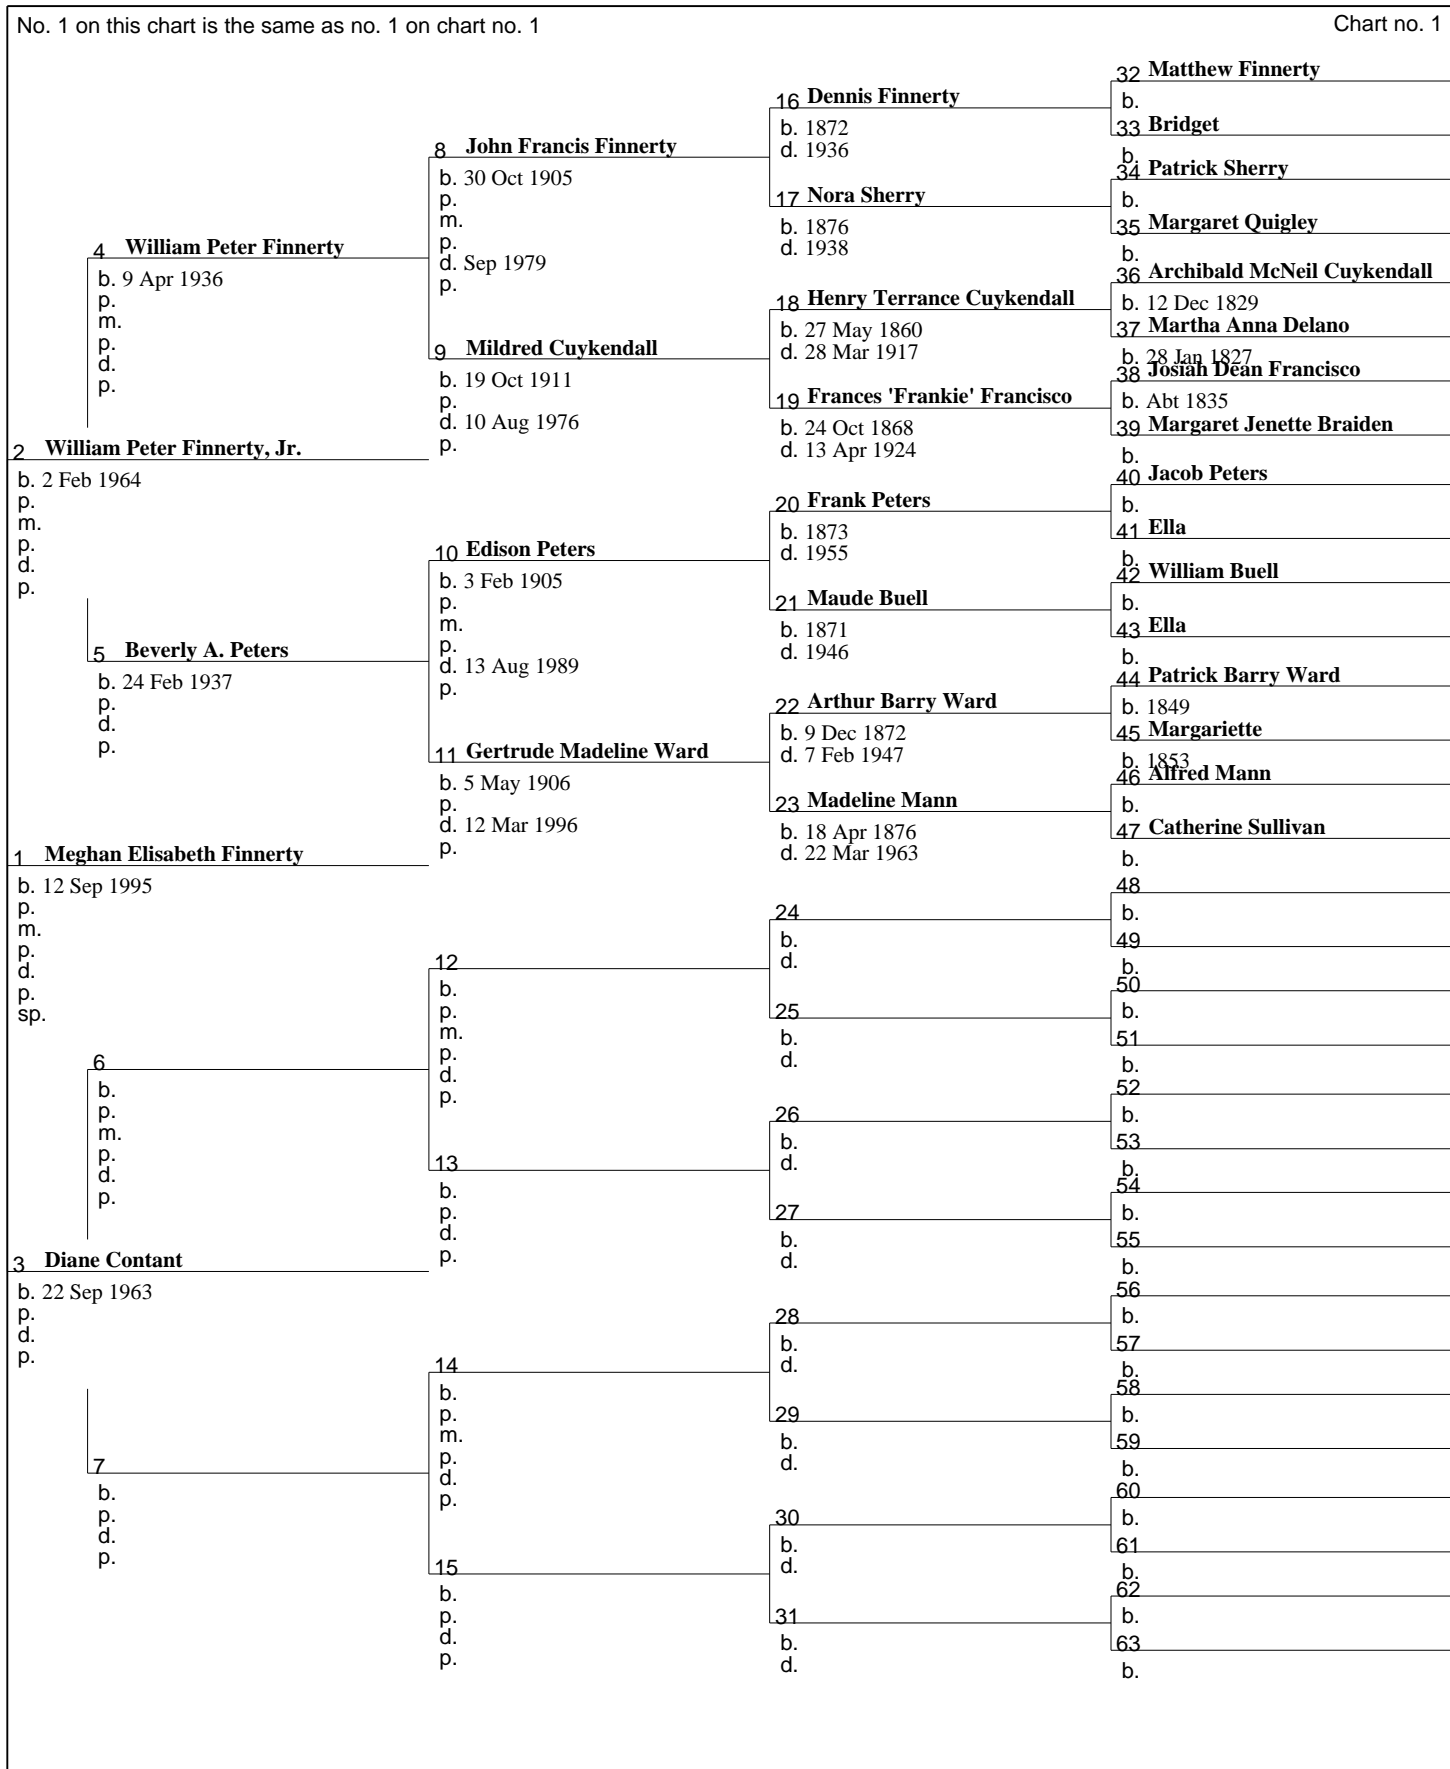 No. 1 on this chart is the same as no. 1 on chart no. 1
Chart no. 1
2 William Peter Finnerty, Jr.
b. 2 Feb 1964
p.
m.
p.
d.
p.
1 Meghan Elisabeth Finnerty
b. 12 Sep 1995
p.
m.
p.
d.
p.
sp.
3 Diane Contant
b. 22 Sep 1963
p.
d.
p.
4 William Peter Finnerty
b. 9 Apr 1936
p.
m.
p.
d.
p.
5 Beverly A. Peters
b. 24 Feb 1937
p.
d.
p.
6
b.
p.
m.
p.
d.
p.
7
b.
p.
d.
p.
8 John Francis Finnerty
b. 30 Oct 1905
p.
m.
p.
d. Sep 1979
p.
9 Mildred Cuykendall
b. 19 Oct 1911
p.
d. 10 Aug 1976
p.
10 Edison Peters
b. 3 Feb 1905
p.
m.
p.
d. 13 Aug 1989
p.
11 Gertrude Madeline Ward
b. 5 May 1906
p.
d. 12 Mar 1996
p.
12
b.
p.
m.
p.
d.
p.
13
b.
p.
d.
p.
14
b.
p.
m.
p.
d.
p.
15
b.
p.
d.
p.
16 Dennis Finnerty
b. 1872
d. 1936
17 Nora Sherry
b. 1876
d. 1938
18 Henry Terrance Cuykendall
b. 27 May 1860
d. 28 Mar 1917
19 Frances 'Frankie' Francisco
b. 24 Oct 1868
d. 13 Apr 1924
20 Frank Peters
b. 1873
d. 1955
21 Maude Buell
b. 1871
d. 1946
22 Arthur Barry Ward
b. 9 Dec 1872
d. 7 Feb 1947
23 Madeline Mann
b. 18 Apr 1876
d. 22 Mar 1963
24
b.
d.
25
b.
d.
26
b.
d.
27
b.
d.
28
b.
d.
29
b.
d.
30
b.
d.
31
b.
d.
32 Matthew Finnerty
b.
33 Bridget
b.
34 Patrick Sherry
b.
35 Margaret Quigley
b.
36 Archibald McNeil Cuykendall
b. 12 Dec 1829
37 Martha Anna Delano
b. 28 Jan 1827
38 Josiah Dean Francisco
b. Abt 1835
39 Margaret Jenette Braiden
b.
40 Jacob Peters
b.
41 Ella
b.
42 William Buell
b.
43 Ella
b.
44 Patrick Barry Ward
b. 1849
45 Margariette
b. 1853
46 Alfred Mann
b.
47 Catherine Sullivan
b.
48
b.
49
b.
50
b.
51
b.
52
b.
53
b.
54
b.
55
b.
56
b.
57
b.
58
b.
59
b.
60
b.
61
b.
62
b.
63
b.